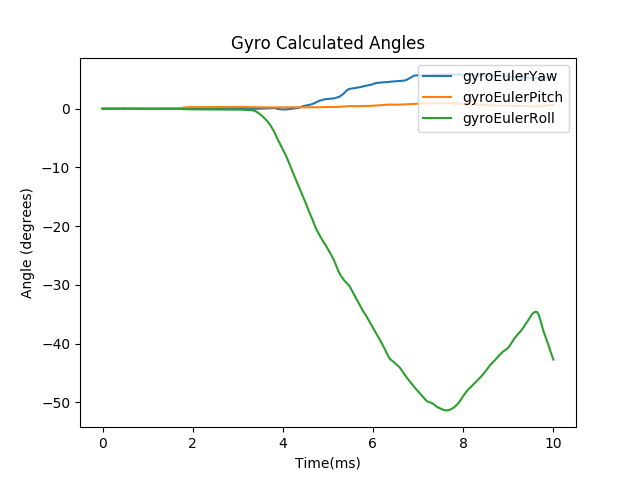 Gyro Calculated Angles
gyroEulerYaw
gyroEulerPitch
gyroEulerRoll
0
−10
−20
−30
−40
−50
Angle (degrees)
0 2 4 6 8 10
Time(ms)